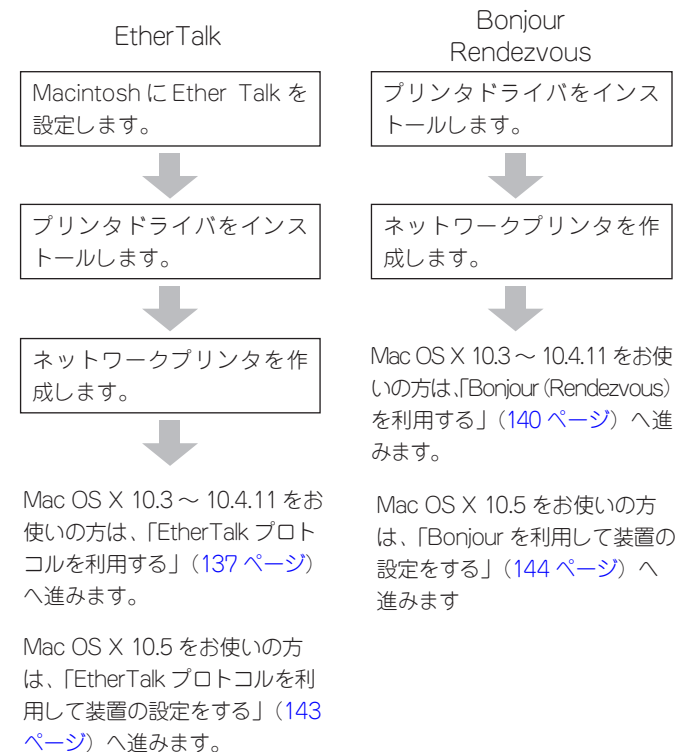 EtherTalk
Macintosh に Ether Talk を
設定します。
プリンタドライバをインス
トールします。
ネットワークプリンタを作
成します。
Mac OS X 10.3 ~ 10.4.11 をお
使いの方は、「EtherTalk プロト
コルを利用する」（137 ページ）
へ進みます。
Mac OS X 10.5 をお使いの方
は、「EtherTalk プロトコルを利
用して装置の設定をする」（143
ページ）へ進みます。
Bonjour
Rendezvous
プリンタドライバをインス
トールします。
ネットワークプリンタを作
成します。
Mac OS X 10.3 ~ 10.4.11 をお使
いの方は、「Bonjour（Rendezvous）
を利用する」（140 ページ）へ進
みます。
Mac OS X 10.5 をお使いの方
は、「Bonjour を利用して装置の
設定をする」（144 ページ）へ
進みます